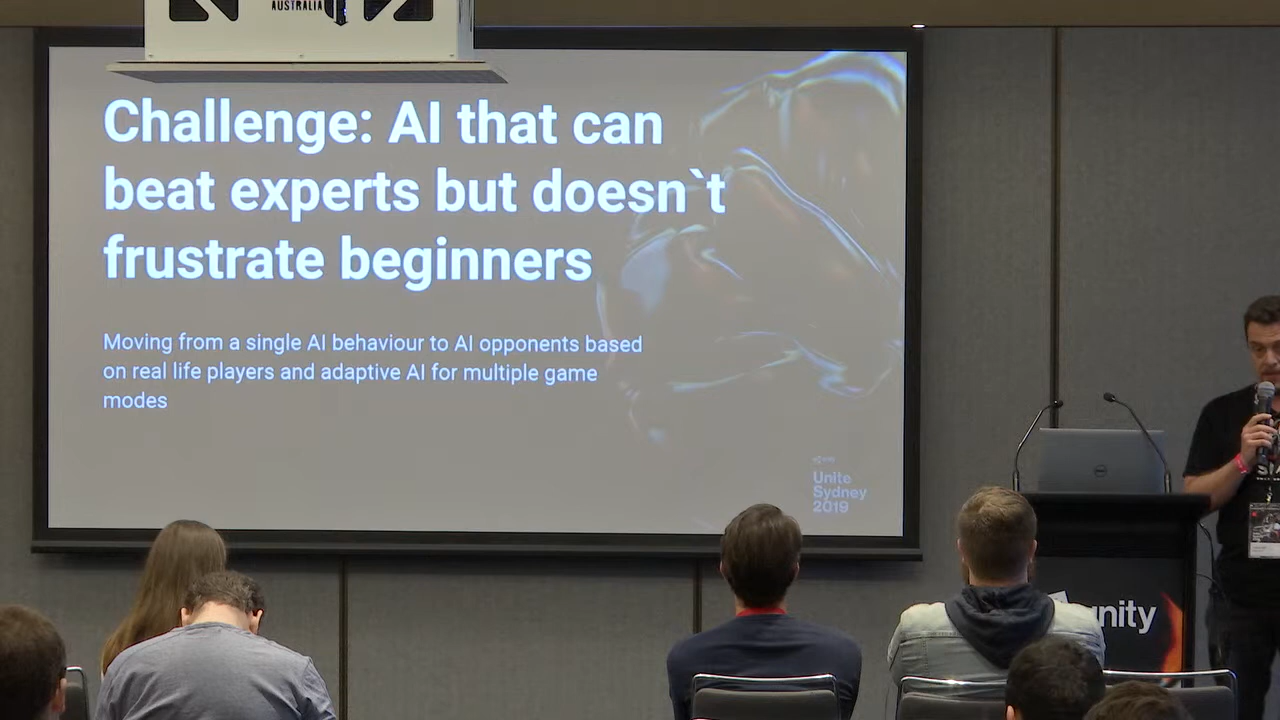 AUSTRALIA
Challenge: AI that can
beat experts but doesn`t
frustrate beginners
Moving from a single AI behaviour to AI opponents based
on real life players and adaptive AI for multiple game
modes
Unite
Sydney
2019
unity